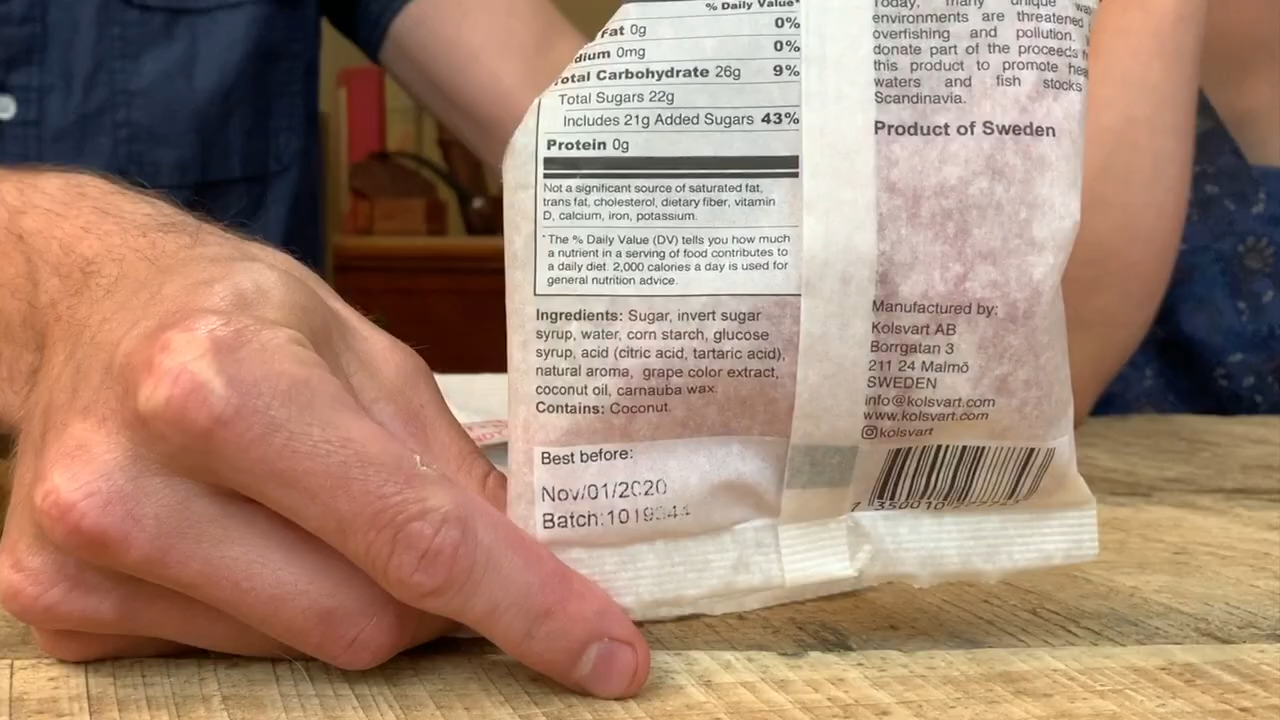 % Daily Value*
Fat 0g 0%
dium 0mg 0%
otal Carbohydrate 26g 9%
Total Sugars 22g
Includes 21g Added Sugars 43%
Protein 0g
Not a significant source of saturated fat,
trans fat, cholesterol, dietary fiber, vitamin
D, calcium, iron, potassium.
*The % Daily Value (DV) tells you how much
a nutrient in a serving of food contributes to
a daily diet. 2,000 calories a day is used for
general nutrition advice.
Ingredients: Sugar, invert sugar
syrup, water, corn starch, glucose
syrup, acid (citric acid, tartaric acid),
natural aroma, grape color extract,
coconut oil, carnauba wax.
Contains: Coconut.
Best before:
Nov/01/2020
Batch:1019
Today, many unique
environments are threatened
overfishing and pollution.
donate part of the proceeds
this product to promote
waters and fish stocks
Scandinavia.
Product of Sweden
Manufactured by:
Kolsvart AB
Borrgatan 3
211 24 Malmö
SWEDEN
info@kolsvart.com
www.kolsvart.com
kolsvart
7 350010